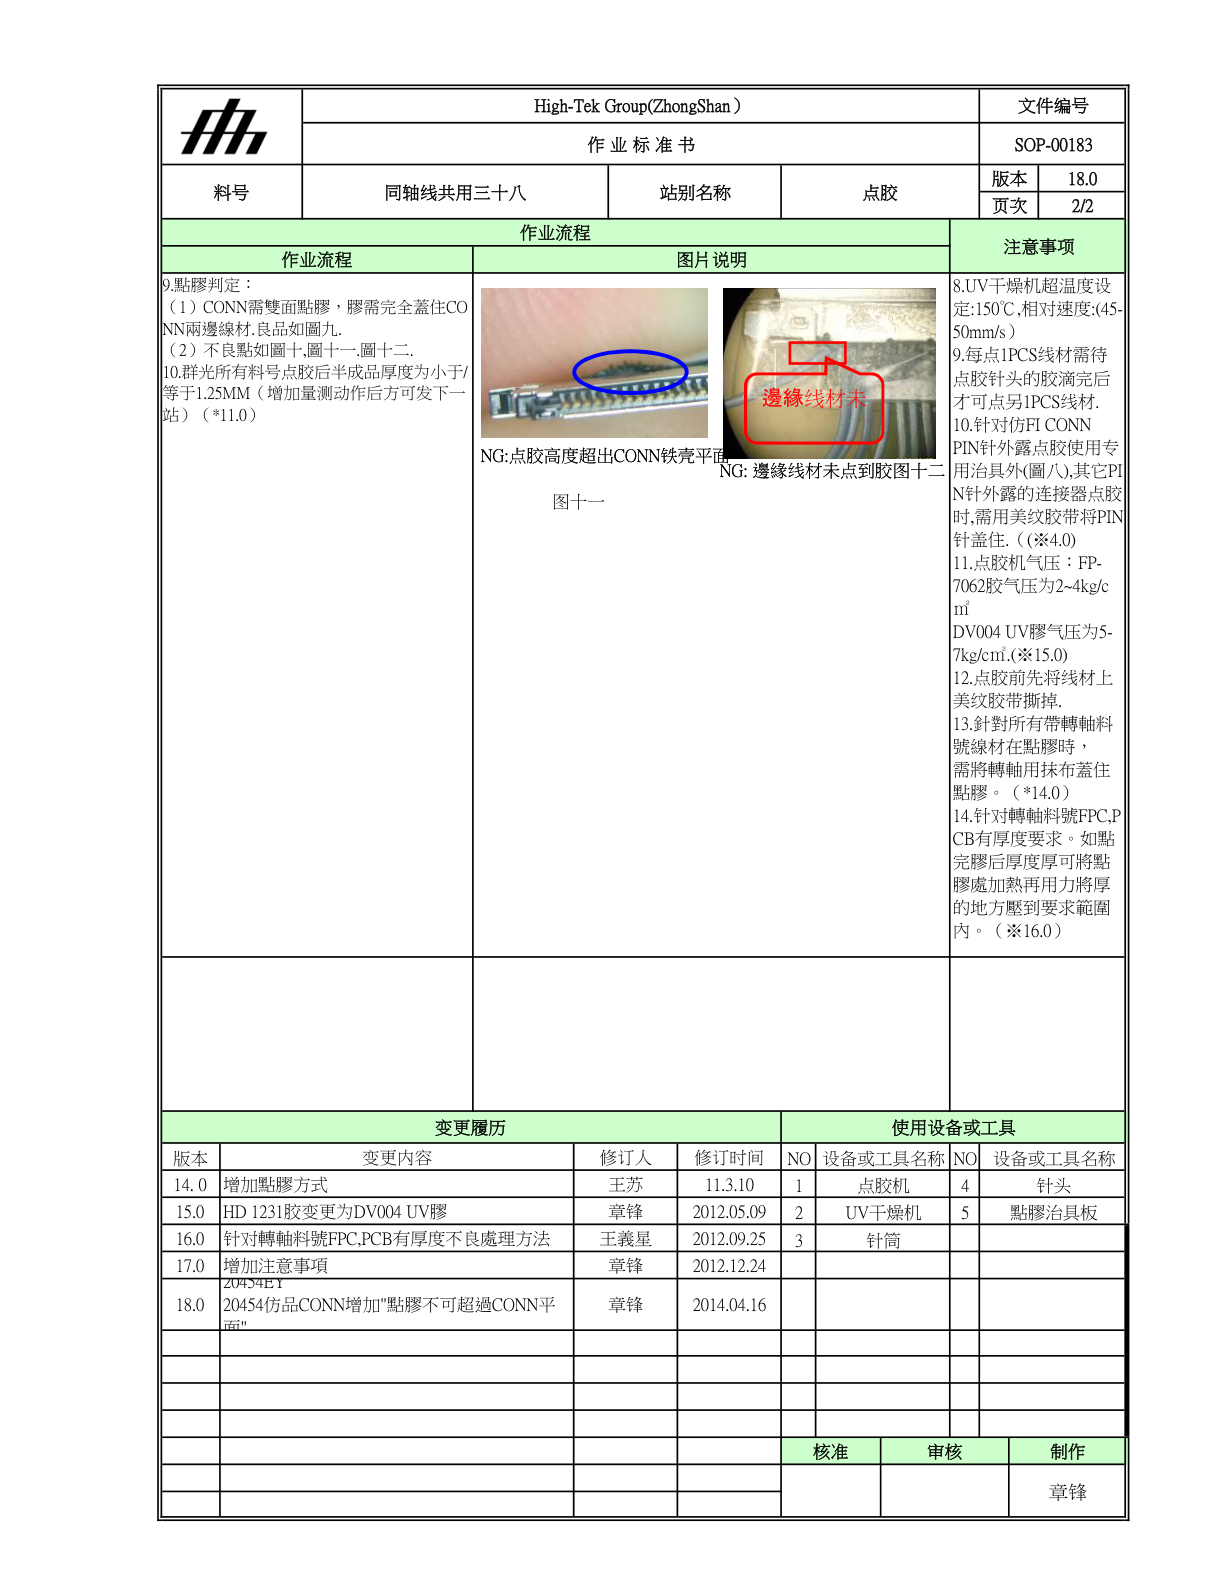 High-Tek Group(ZhongShan）
文件编号
作 业 标 准 书
SOP-00183
料号
同轴线共用三十八
站别名称
点胶
版本
18.0
页次
2/2
作业流程
注意事项
作业流程
图片说明
9.點膠判定：
（1）CONN需雙面點膠，膠需完全蓋住CO
NN兩邊線材.良品如圖九.
（2）不良點如圖十,圖十一.圖十二.
10.群光所有料号点胶后半成品厚度为小于/
等于1.25MM（增加量测动作后方可发下一
站）（*11.0）
邊緣线材未
NG:点胶高度超出CONN铁壳平面
NG: 邊緣线材未点到胶图十二
图十一
8.UV干燥机超温度设
定:150℃,相对速度:(45-
50mm/s）
9.每点1PCS线材需待
点胶针头的胶滴完后
才可点另1PCS线材.
10.针对仿FI CONN
PIN针外露点胶使用专
用治具外(圖八),其它PI
N针外露的连接器点胶
时,需用美纹胶带将PIN
针盖住.（(※4.0)
11.点胶机气压：FP-
7062胶气压为2~4kg/c
㎡
DV004 UV膠气压为5-
7kg/c㎡.(※15.0)
12.点胶前先将线材上
美纹胶带撕掉.
13.針對所有帶轉軸料
號線材在點膠時，
需將轉軸用抹布蓋住
點膠。（*14.0）
14.针对轉軸料號FPC,P
CB有厚度要求。如點
完膠后厚度厚可將點
膠處加熱再用力將厚
的地方壓到要求範圍
內。（※16.0）
变更履历
使用设备或工具
版本
变更内容
修订人
修订时间
NO
设备或工具名称
NO
设备或工具名称
14. 0
增加點膠方式
王苏
11.3.10
1
点胶机
4
针头
15.0
HD 1231胶变更为DV004 UV膠
章锋
2012.05.09
2
UV干燥机
5
點膠治具板
16.0
针对轉軸料號FPC,PCB有厚度不良處理方法
王義星
2012.09.25
3
针筒
17.0
增加注意事項
章锋
2012.12.24
20454EY
18.0
20454仿品CONN增加"點膠不可超過CONN平
面"
章锋
2014.04.16
核准
审核
制作
章锋